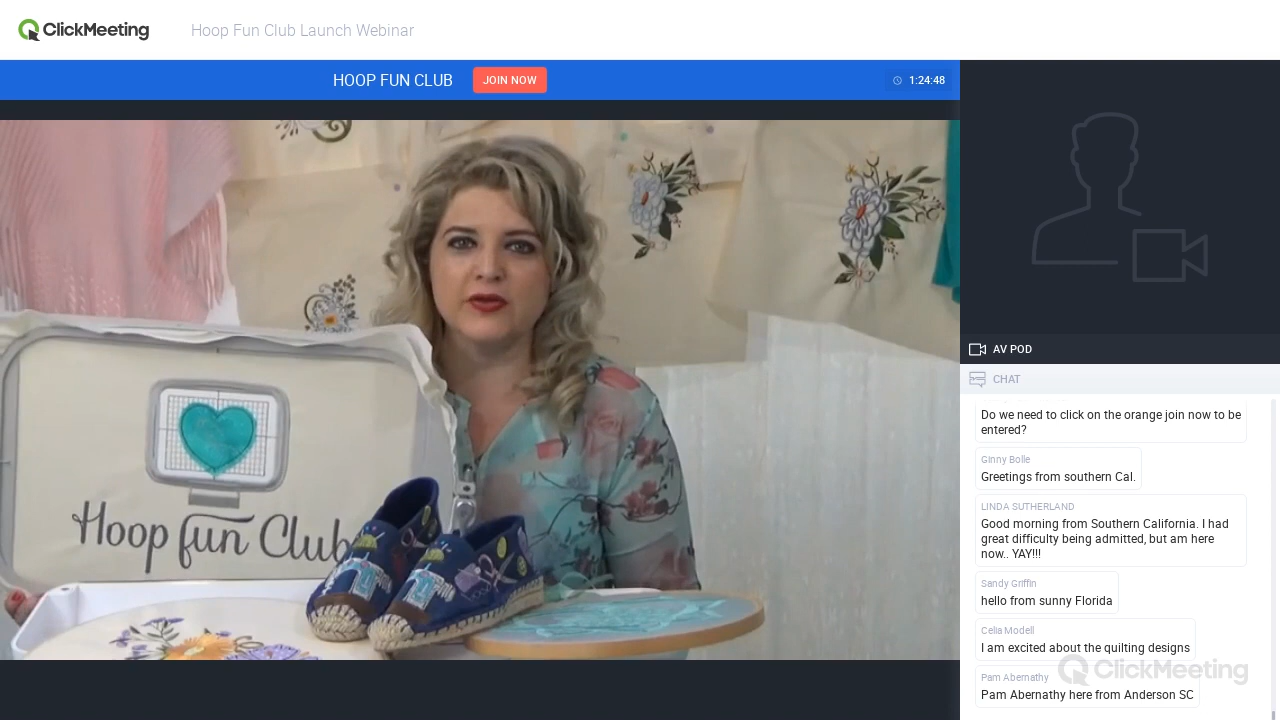 ClickMeeting
Hoop Fun Club Launch Webinar
HOOP FUN CLUB
JOIN NOW
1:24:48
Hoop fun Club
AV POD
CHAT
Do we need to click on the orange join now to be
entered?
Ginny Bolle
Greetings from southern Cal.
LINDA SUTHERLAND
Good morning from Southern California. I had
great difficulty being admitted, but am here
now.. YAY!!!
Sandy Griffin
hello from sunny Florida
Celia Modell
I am excited about the quilting designs
ClickMeeting
Pam Abernathy
Pam Abernathy here from Anderson SC